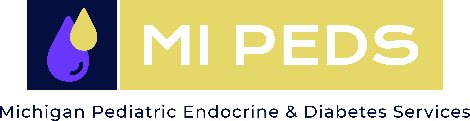 MI PEDS
Michigan Pediatric Endocrine & Diabetes Services